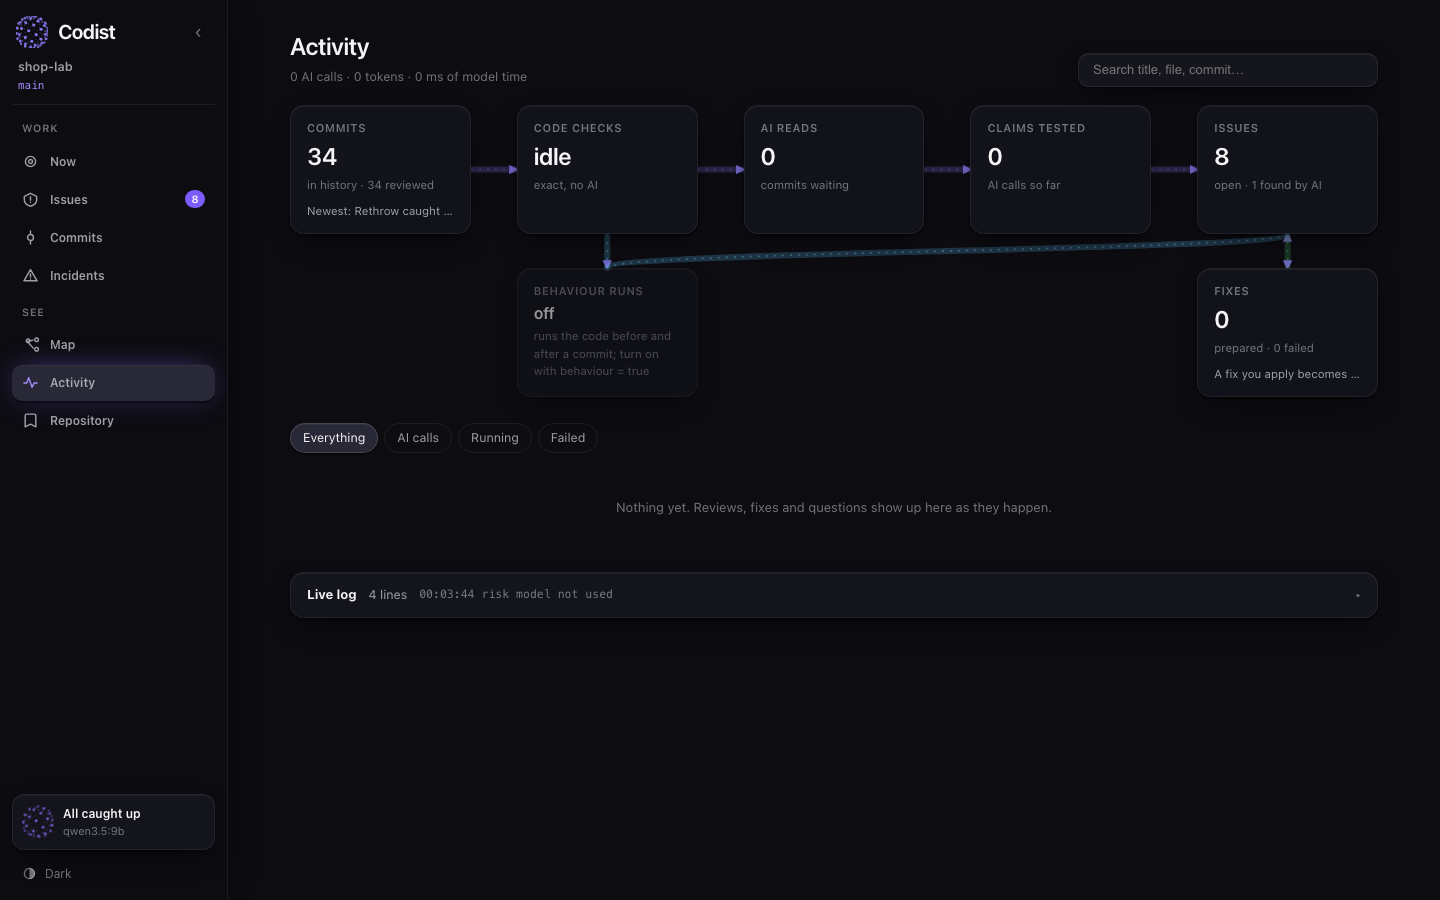 Codist
shop-lab
main
WORK
Now
Issues 8
Commits
Incidents
SEE
Map
Activity
Repository
All caught up
qwen3.5:9b
Dark
Activity
0 AI calls · 0 tokens · 0 ms of model time
Search title, file, commit…
COMMITS
34
in history · 34 reviewed
Newest: Rethrow caught ...
CODE CHECKS
idle
exact, no AI
AI READS
0
commits waiting
CLAIMS TESTED
0
AI calls so far
ISSUES
8
open · 1 found by AI
BEHAVIOUR RUNS
off
runs the code before and
after a commit; turn on
with behaviour = true
FIXES
0
prepared · 0 failed
A fix you apply becomes ...
Everything AI calls Running Failed
Nothing yet. Reviews, fixes and questions show up here as they happen.
Live log 4 lines 00:03:44 risk model not used